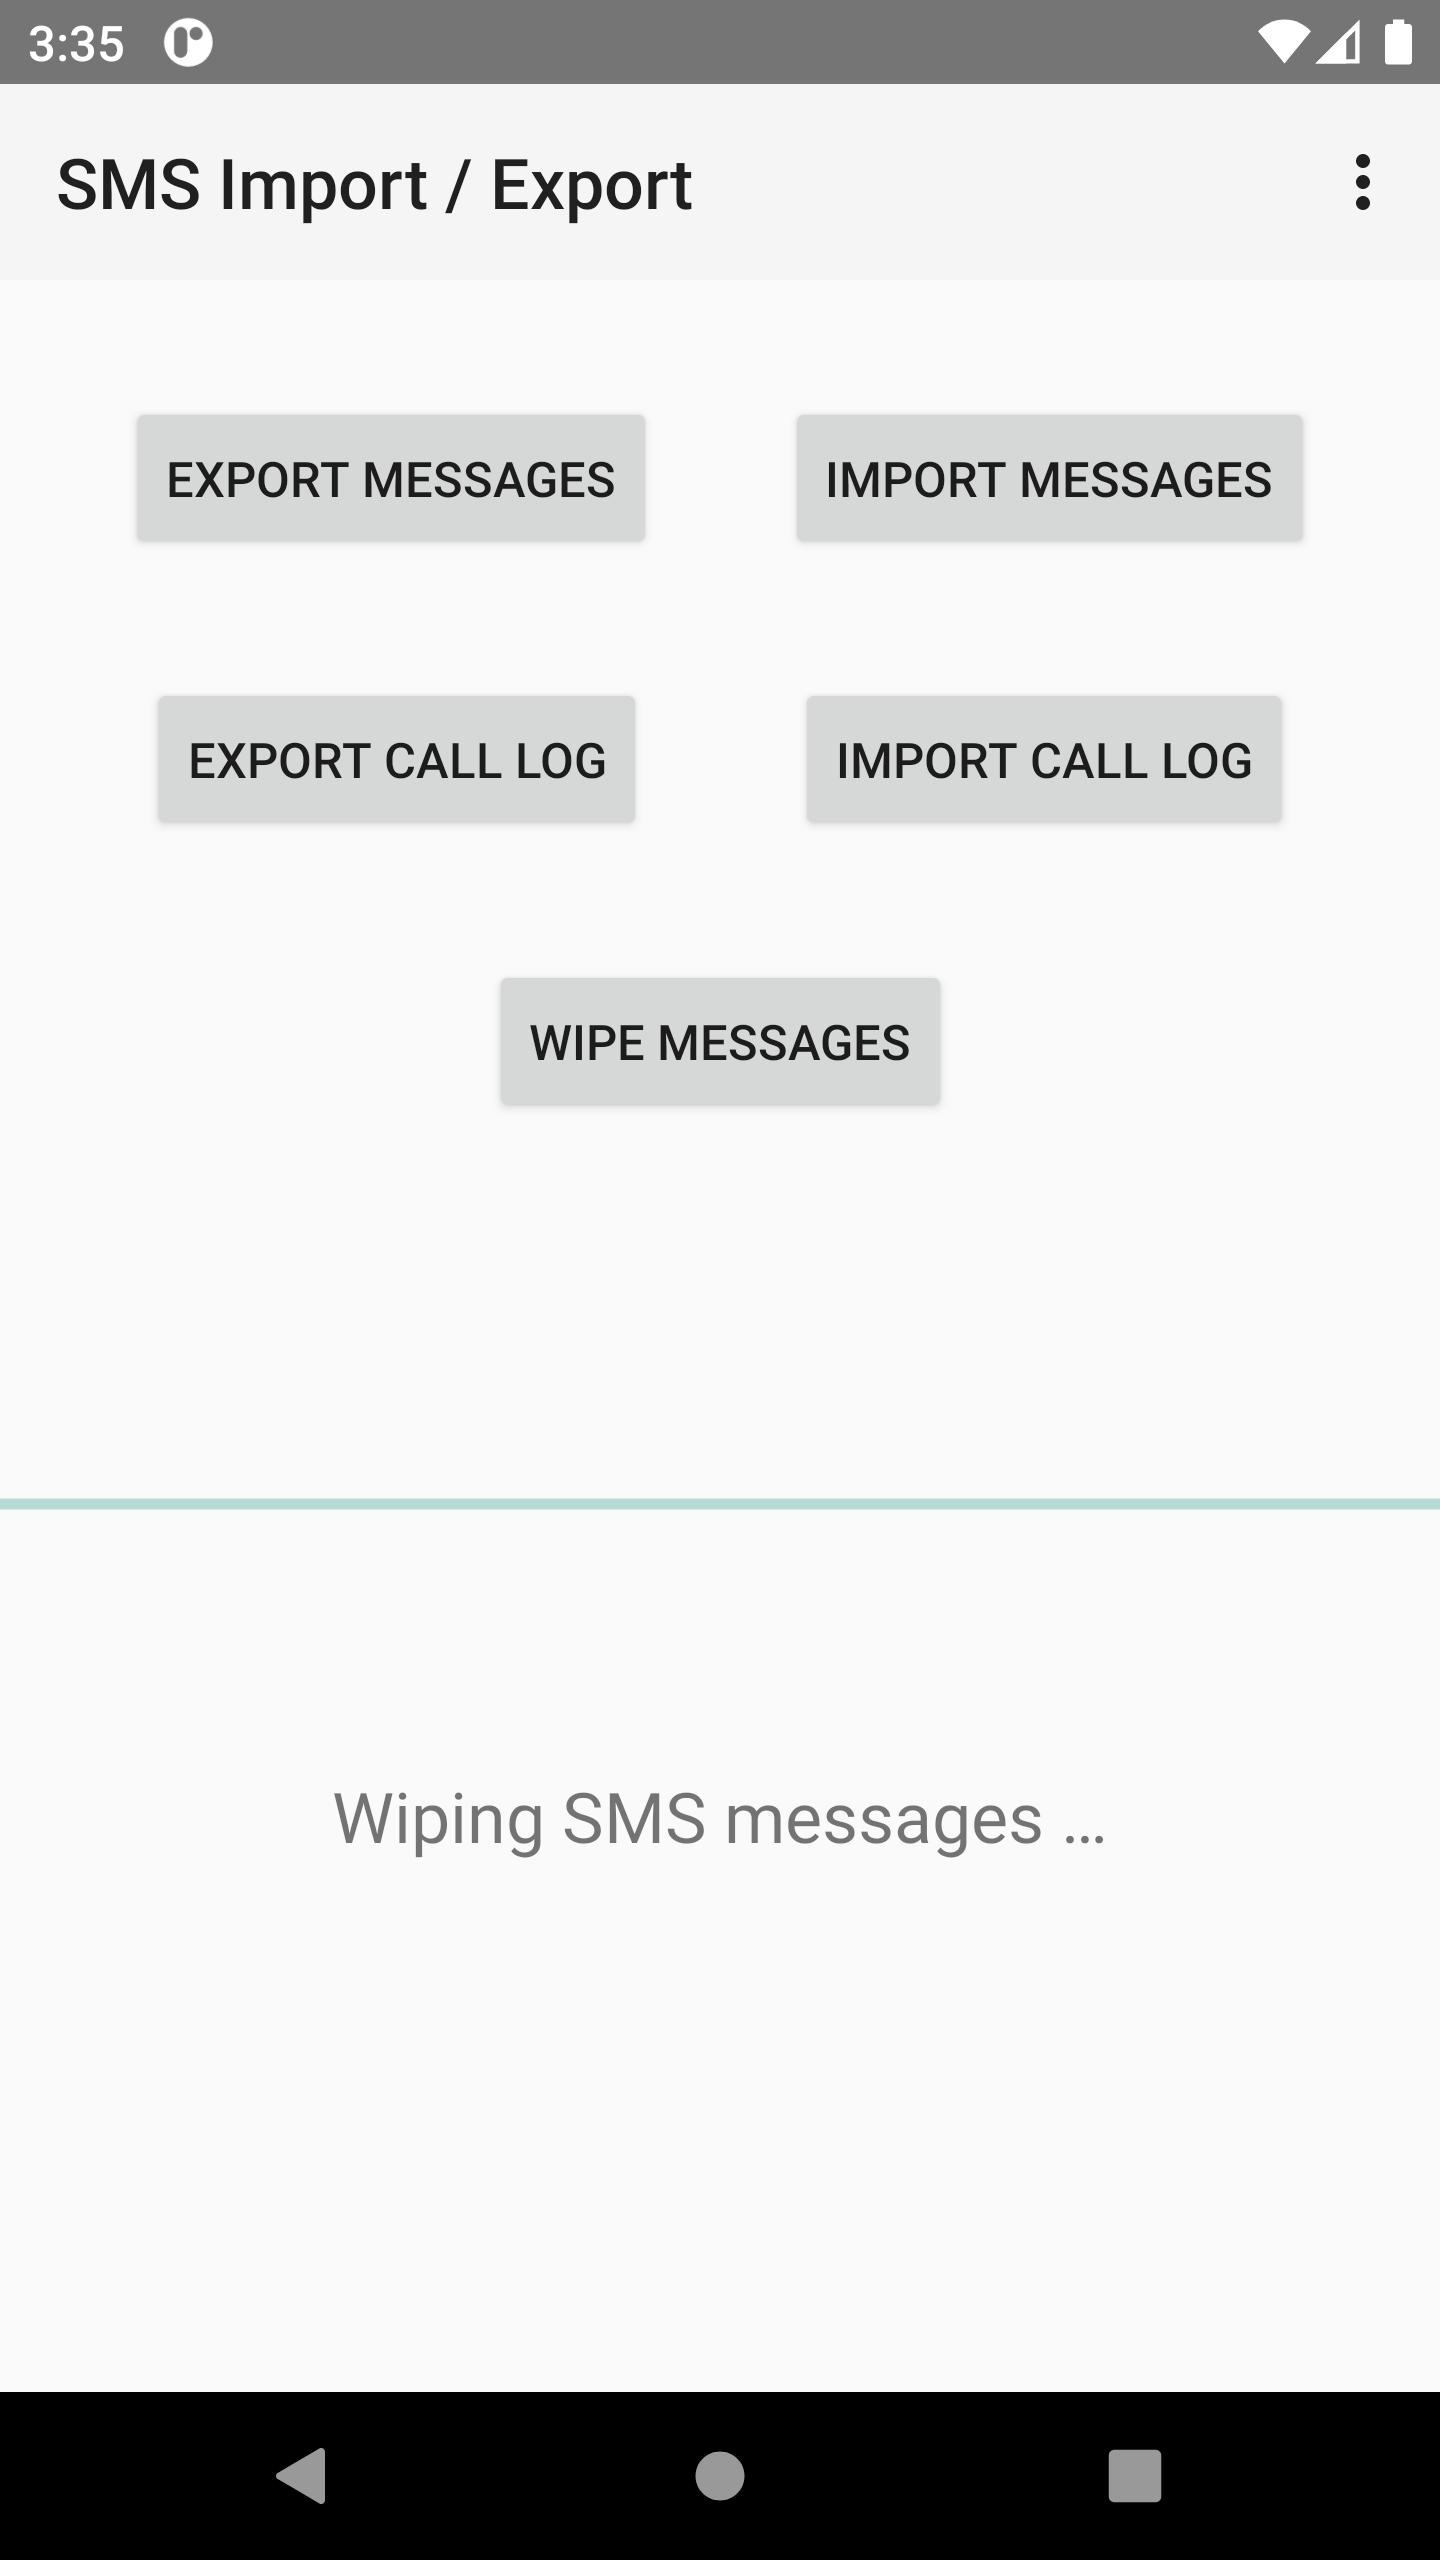 3:35
SMS Import / Export
EXPORT MESSAGES
IMPORT MESSAGES
EXPORT CALL LOG
IMPORT CALL LOG
WIPE MESSAGES
Wiping SMS messages …